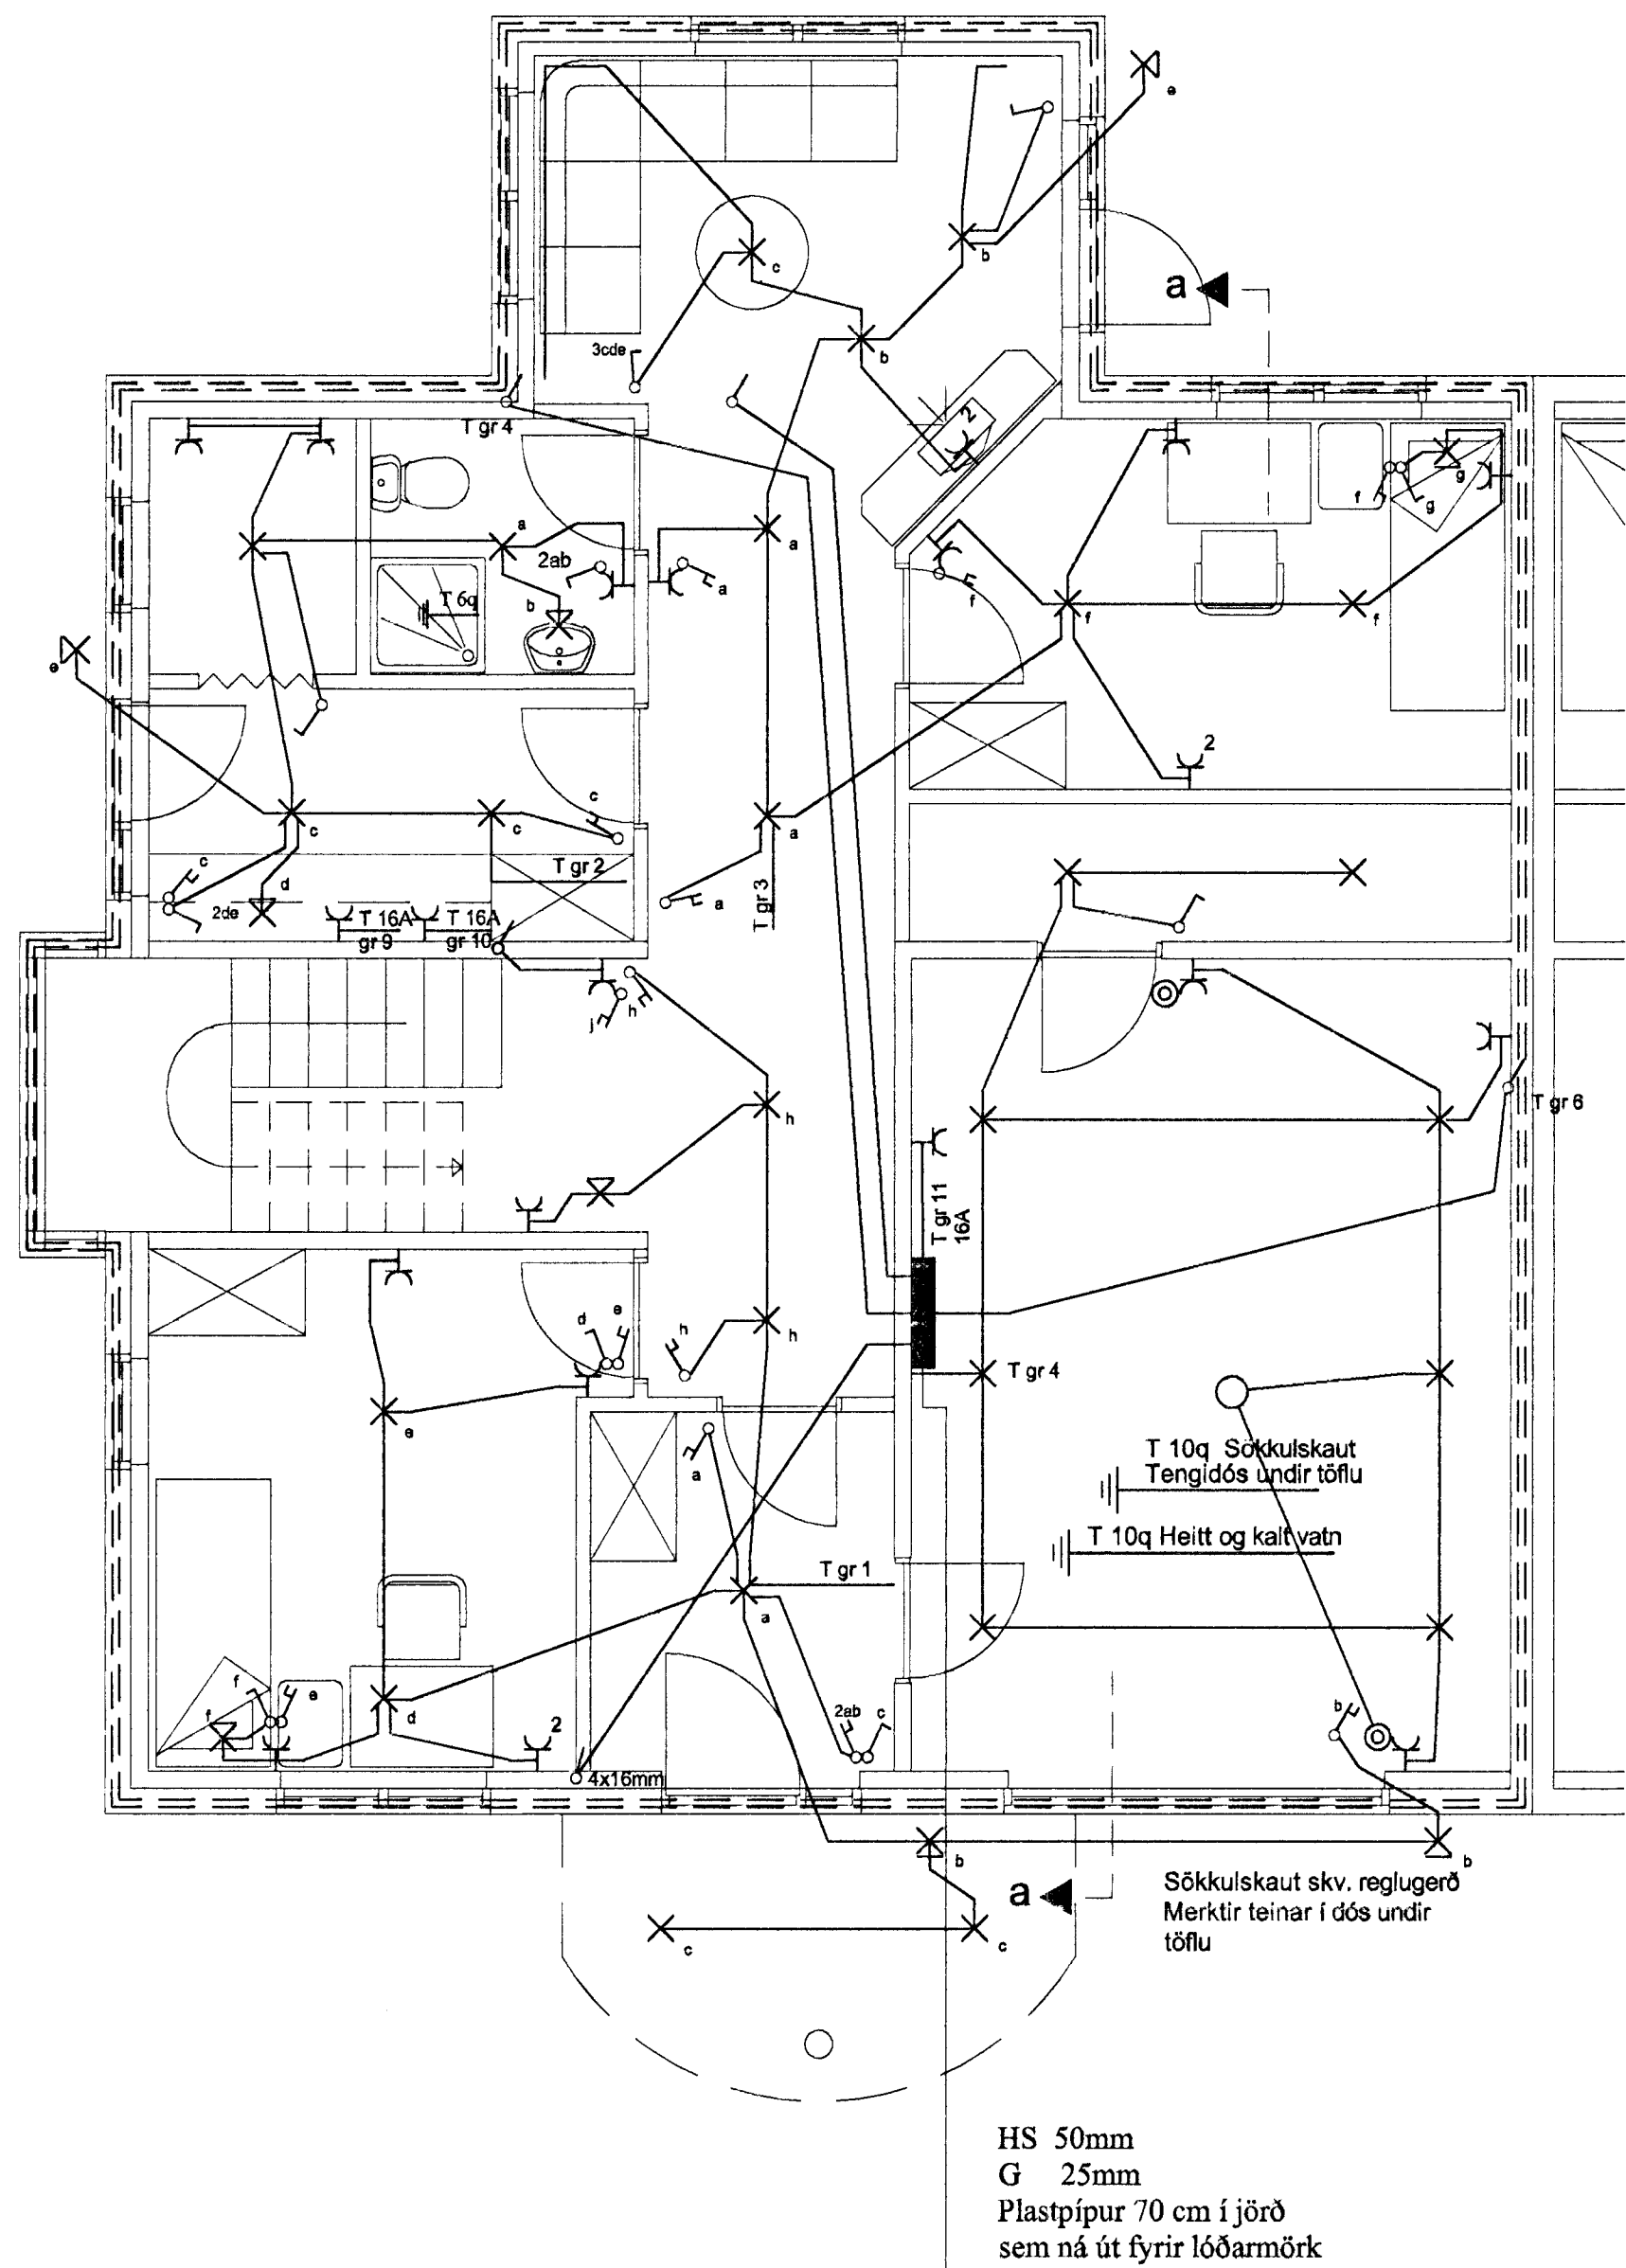 e
b
c
a
3cde
b
T gr 4
2
f
g
g
a
2ab
a
a
f
f
f
T 6q
b
e
2
c
c
c
a
T gr 2
c
d
2de
a
T gr 3
T 16A
gr 9
T 16A
gr 10
j
h
h
T gr 6
T gr 11
16A
d
e
h
h
T gr 4
e
a
T 10q Sökkulskaut
Tengidós undir töflu
T 10q Heitt og kalt vatn
T gr 1
a
f
e
f
d
2
2ab
c
b
4x16mm
b
b
a
c
c
Sökkulskaut skv. reglugerð
Merktir teinar í dós undir
töflu
HS 50mm
G 25mm
Plastpípur 70 cm í jörð
sem ná út fyrir lóðarmörk